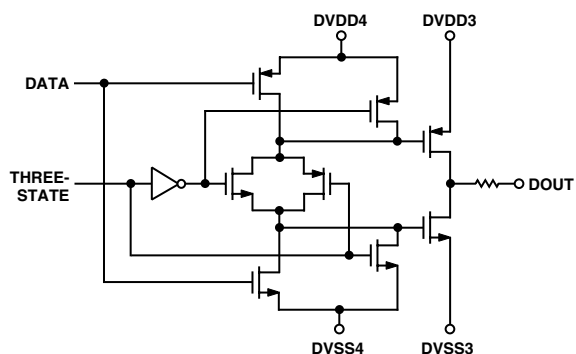 DVDD4
DVDD3
DATA
THREE-
STATE
DOUT
DVSS4
DVSS3